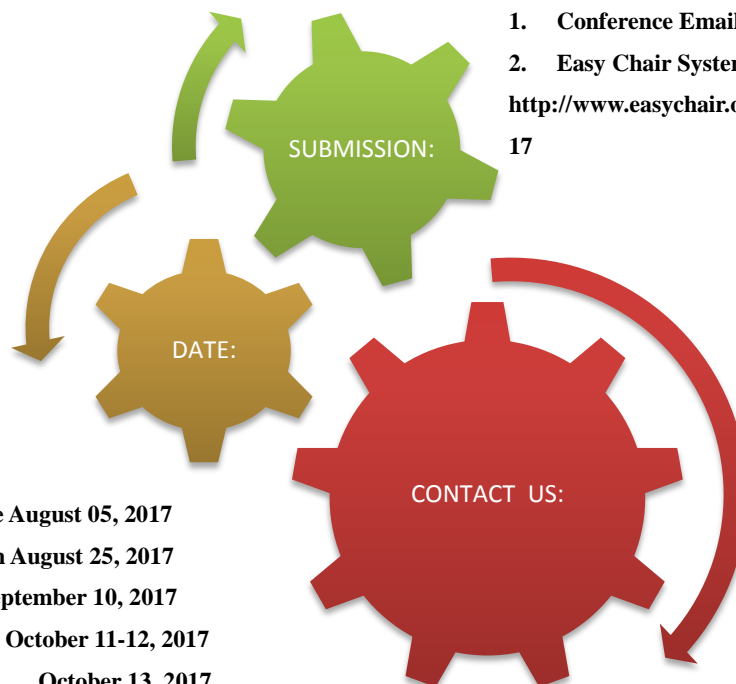 1. Conference Email
2. Easy Chair System
http://www.easychair.o
17
SUBMISSION:
DATE:
CONTACT US:
August 05, 2017
August 25, 2017
September 10, 2017
October 11-12, 2017
October 13, 2017